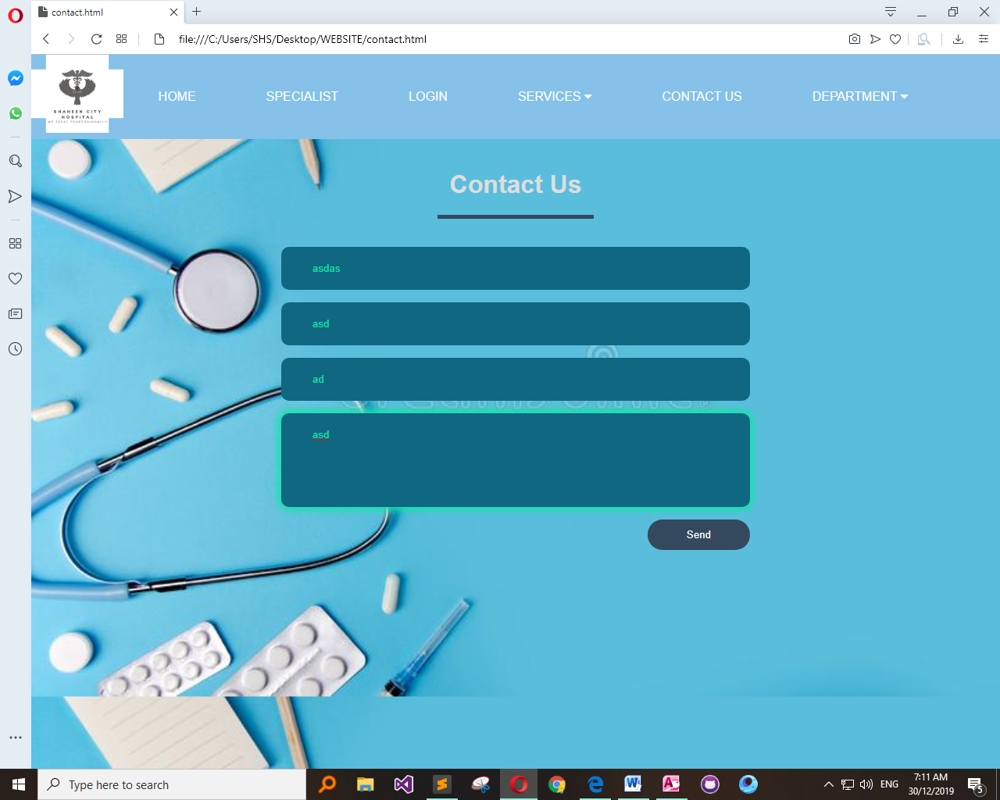 contact.html
file:///C:/Users/SHS/Desktop/WEBSITE/contact.html
SHAHEEN CITY
HOSPITAL
WE TREAT PROFESSIONALLY
HOME
SPECIALIST
LOGIN
SERVICES
CONTACT US
DEPARTMENT
Contact Us
asdas
asd
ad
asd
Send
Type here to search
ENG
7:11 AM
30/12/2019
5